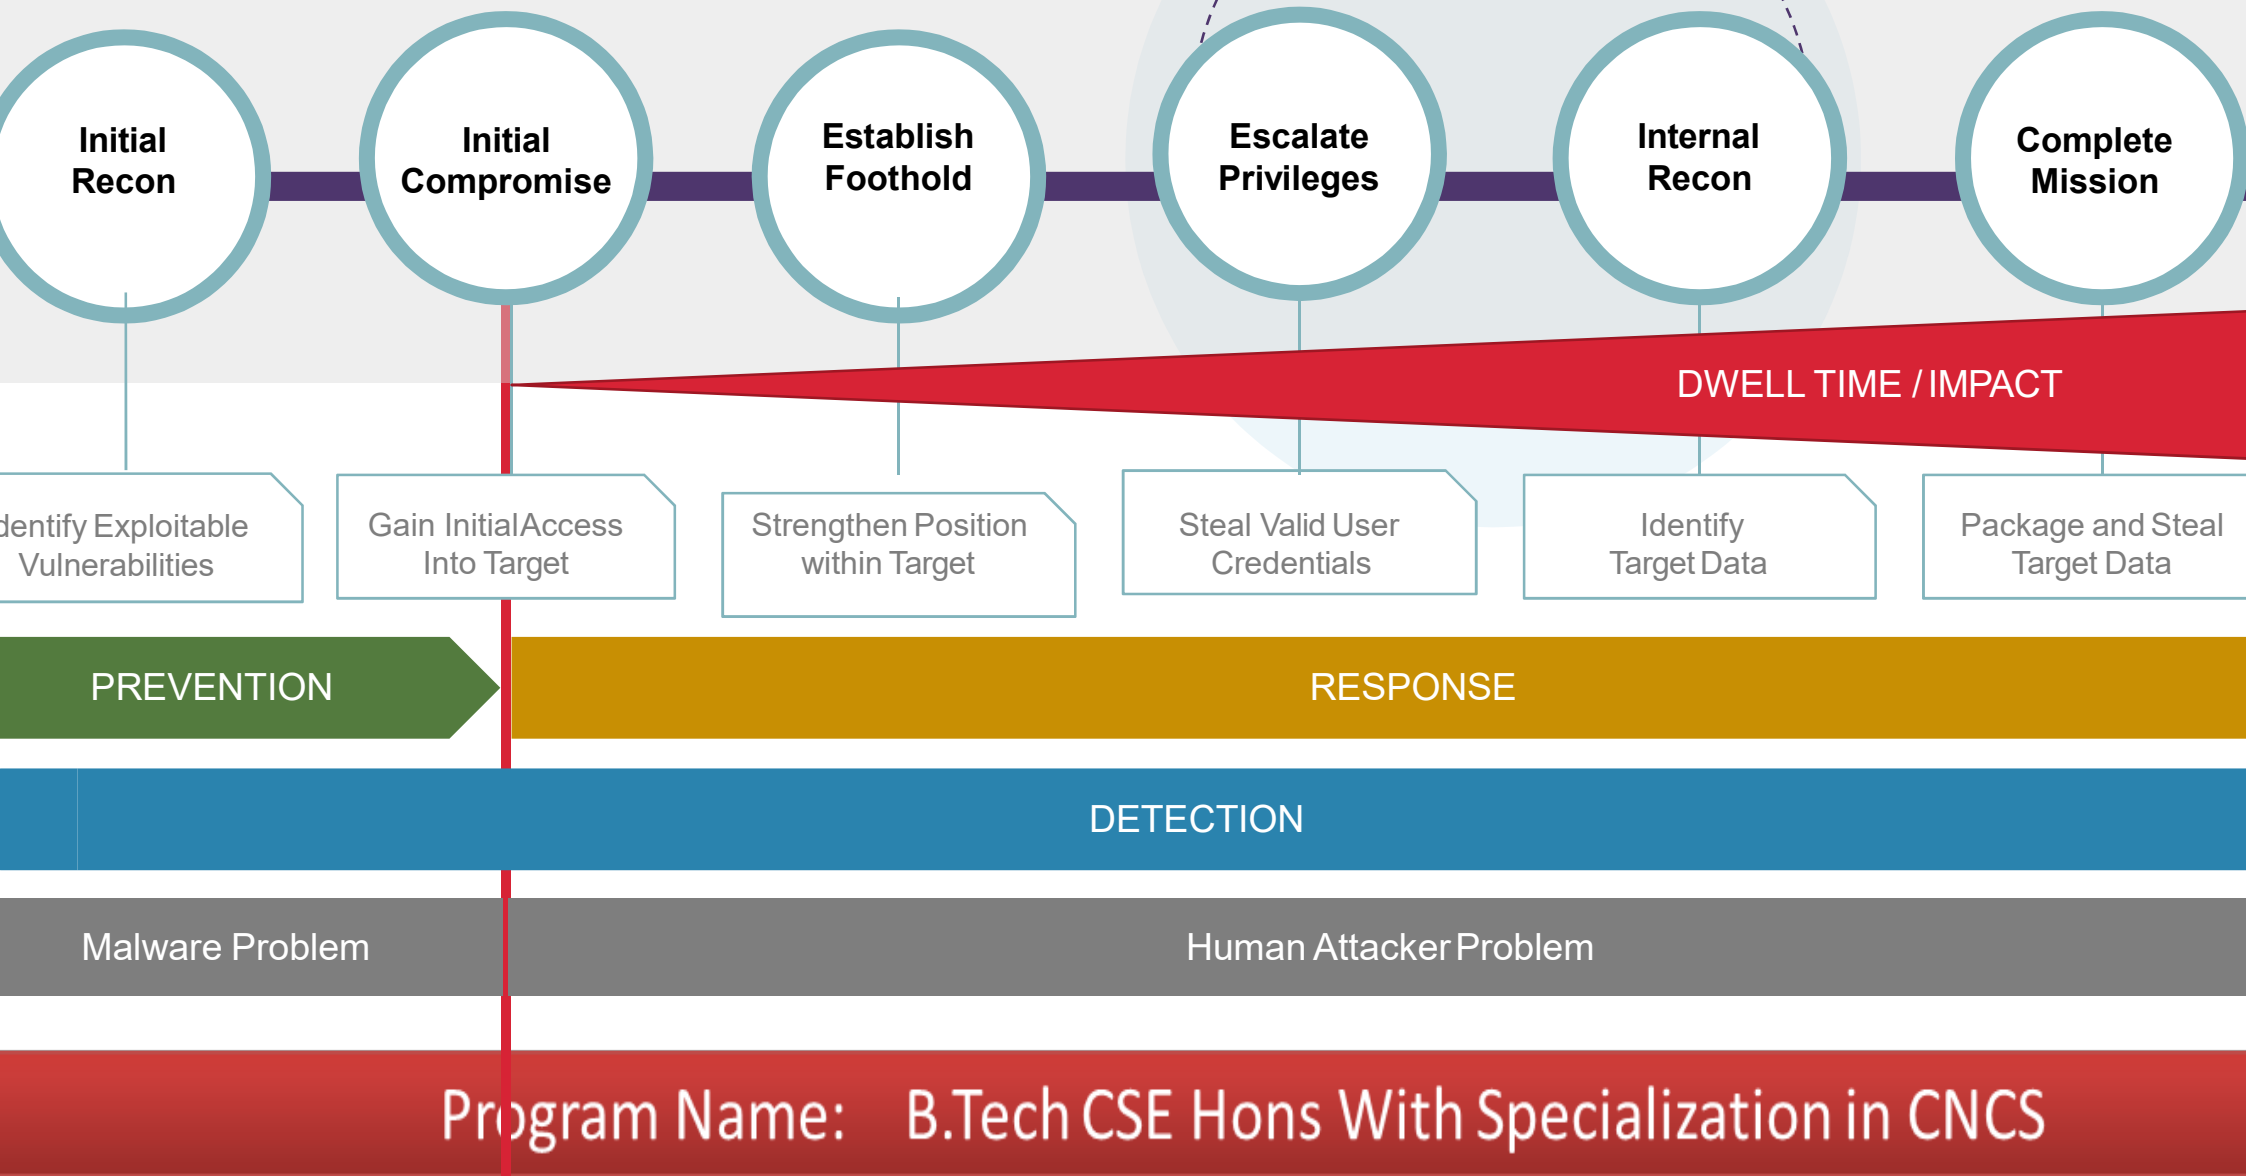 Initial
Recon
Initial
Compromise
Establish
Foothold
Escalate
Privileges
Internal
Recon
Complete
Mission
DWELL TIME / IMPACT
dentify Exploitable
Vulnerabilities
Gain Initial Access
Into Target
Strengthen Position
within Target
Steal Valid User
Credentials
Identify
Target Data
Package and Steal
Target Data
PREVENTION
RESPONSE
DETECTION
Malware Problem
Human Attacker Problem
Program Name: B.Tech CSE Hons With Specialization in CNCS